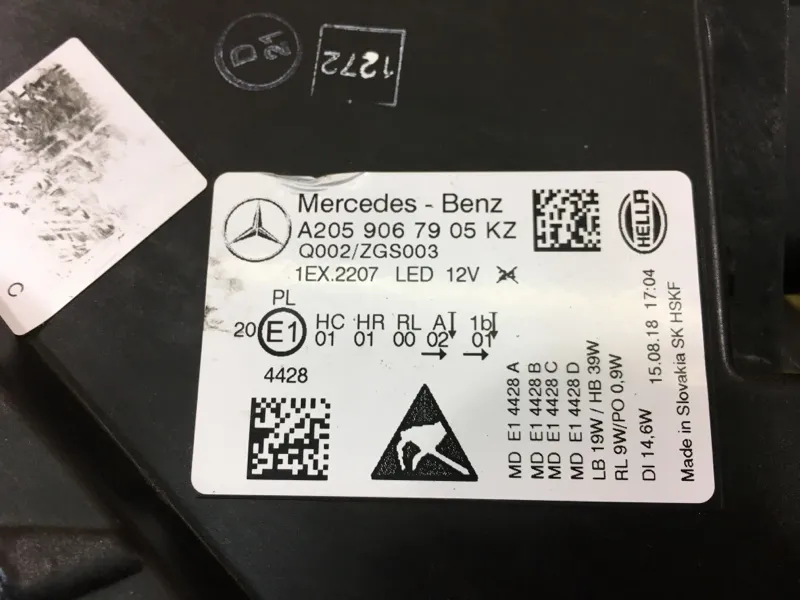 D
21
1272
C
Mercedes - Benz
A205 906 79 05 KZ
Q002/ZGS003
1EX.2207 LED 12V
HELLA
PL
20 E1 HC HR RL A 1b
01 01 00 02 01
4428
MD E1 4428 A
MD E1 4428 B
MD E1 4428 C
MD E1 4428 D
LB 19W / HB 39W
RL 9W/PO 0,9W
DI 14,6W
15.08.18 17:04
Made in Slovakia SK HSKF